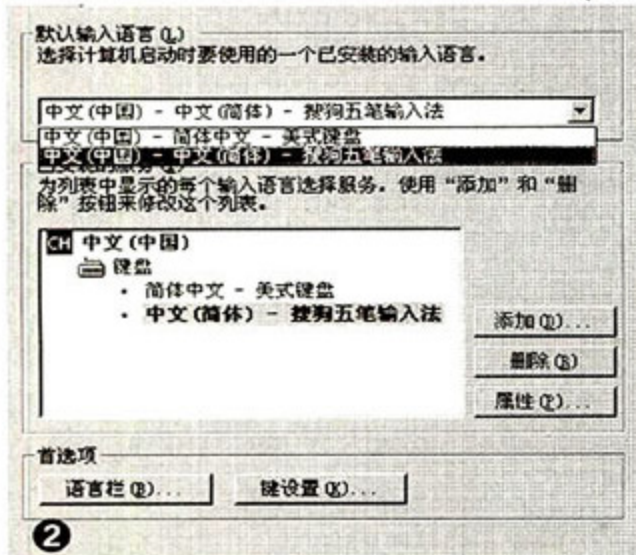 默认输入语言(L)
选择计算机启动时要使用的一个已安装的输入语言。
中文(中国) - 中文(简体) - 搜狗五笔输入法
中文(中国) - 简体中文 - 美式键盘
中文(中国) - 中文(简体) - 搜狗五笔输入法
已安装的服务(I)
为列表中显示的每个输入语言选择服务。使用“添加”和“删
除”按钮来修改这个列表。
CH 中文(中国)
键盘
· 简体中文 - 美式键盘
· 中文(简体) - 搜狗五笔输入法
添加(D)...
删除(R)
属性(P)...
首选项
语言栏(B)...
键设置(K)...
2